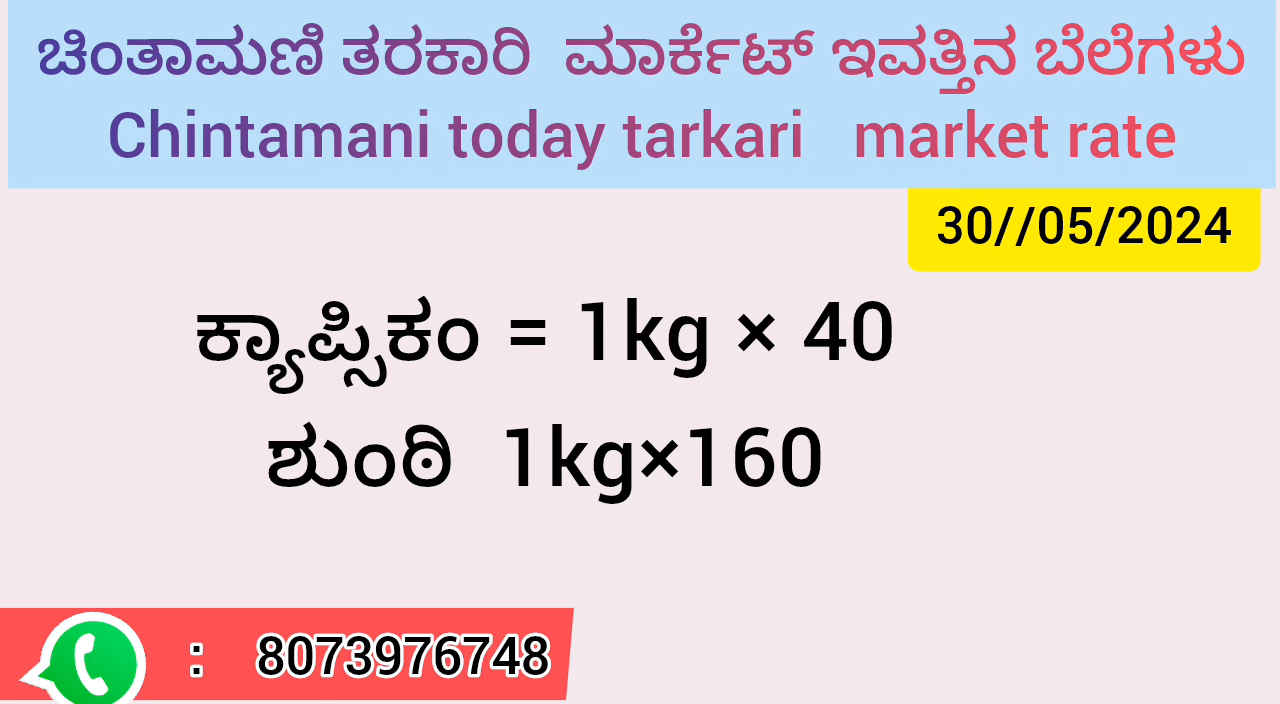 ಚಿಂತಾಮಣಿ ತರಕಾರಿ ಮಾರ್ಕೆಟ್ ಇವತ್ತಿನ ಬೆಲೆಗಳು
Chintamani today tarkari market rate
30//05/2024
ಕ್ಯಾಪ್ಸಿಕಂ = 1kg × 40
ಶುಂಠಿ 1kg×160
: 8073976748